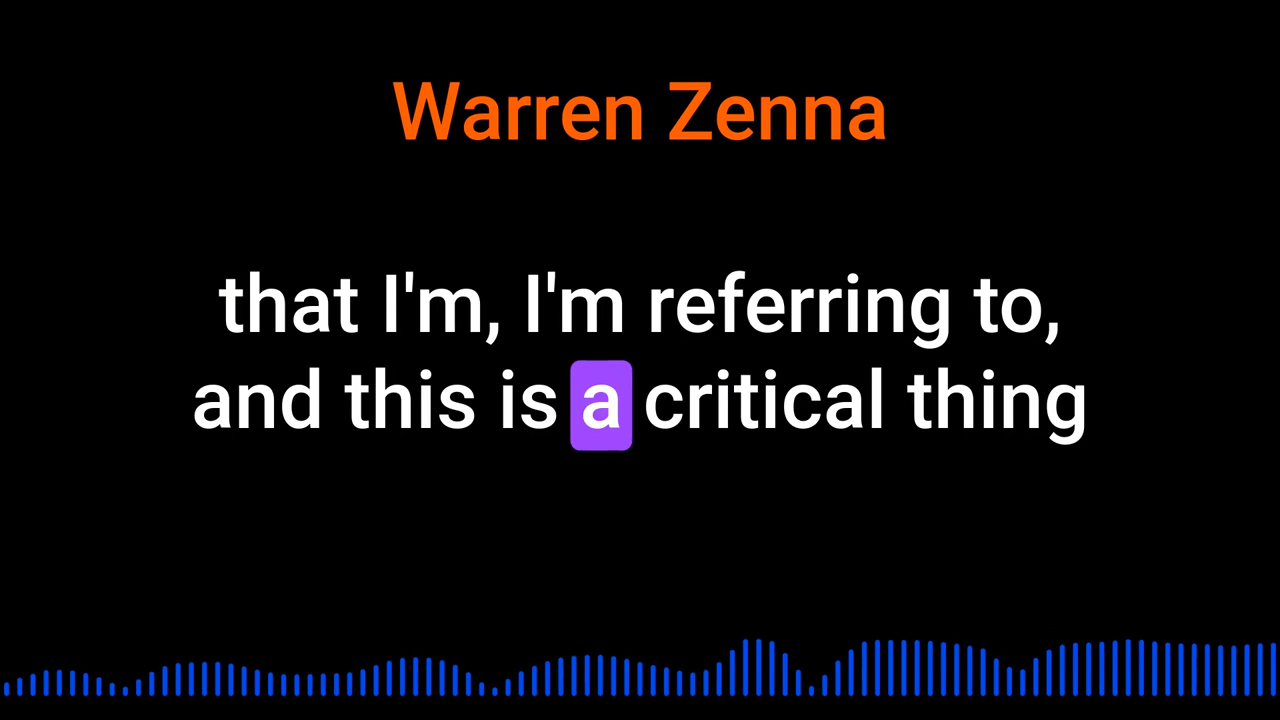 Warren Zenna
that I'm, I'm referring to,
and this is a critical thing